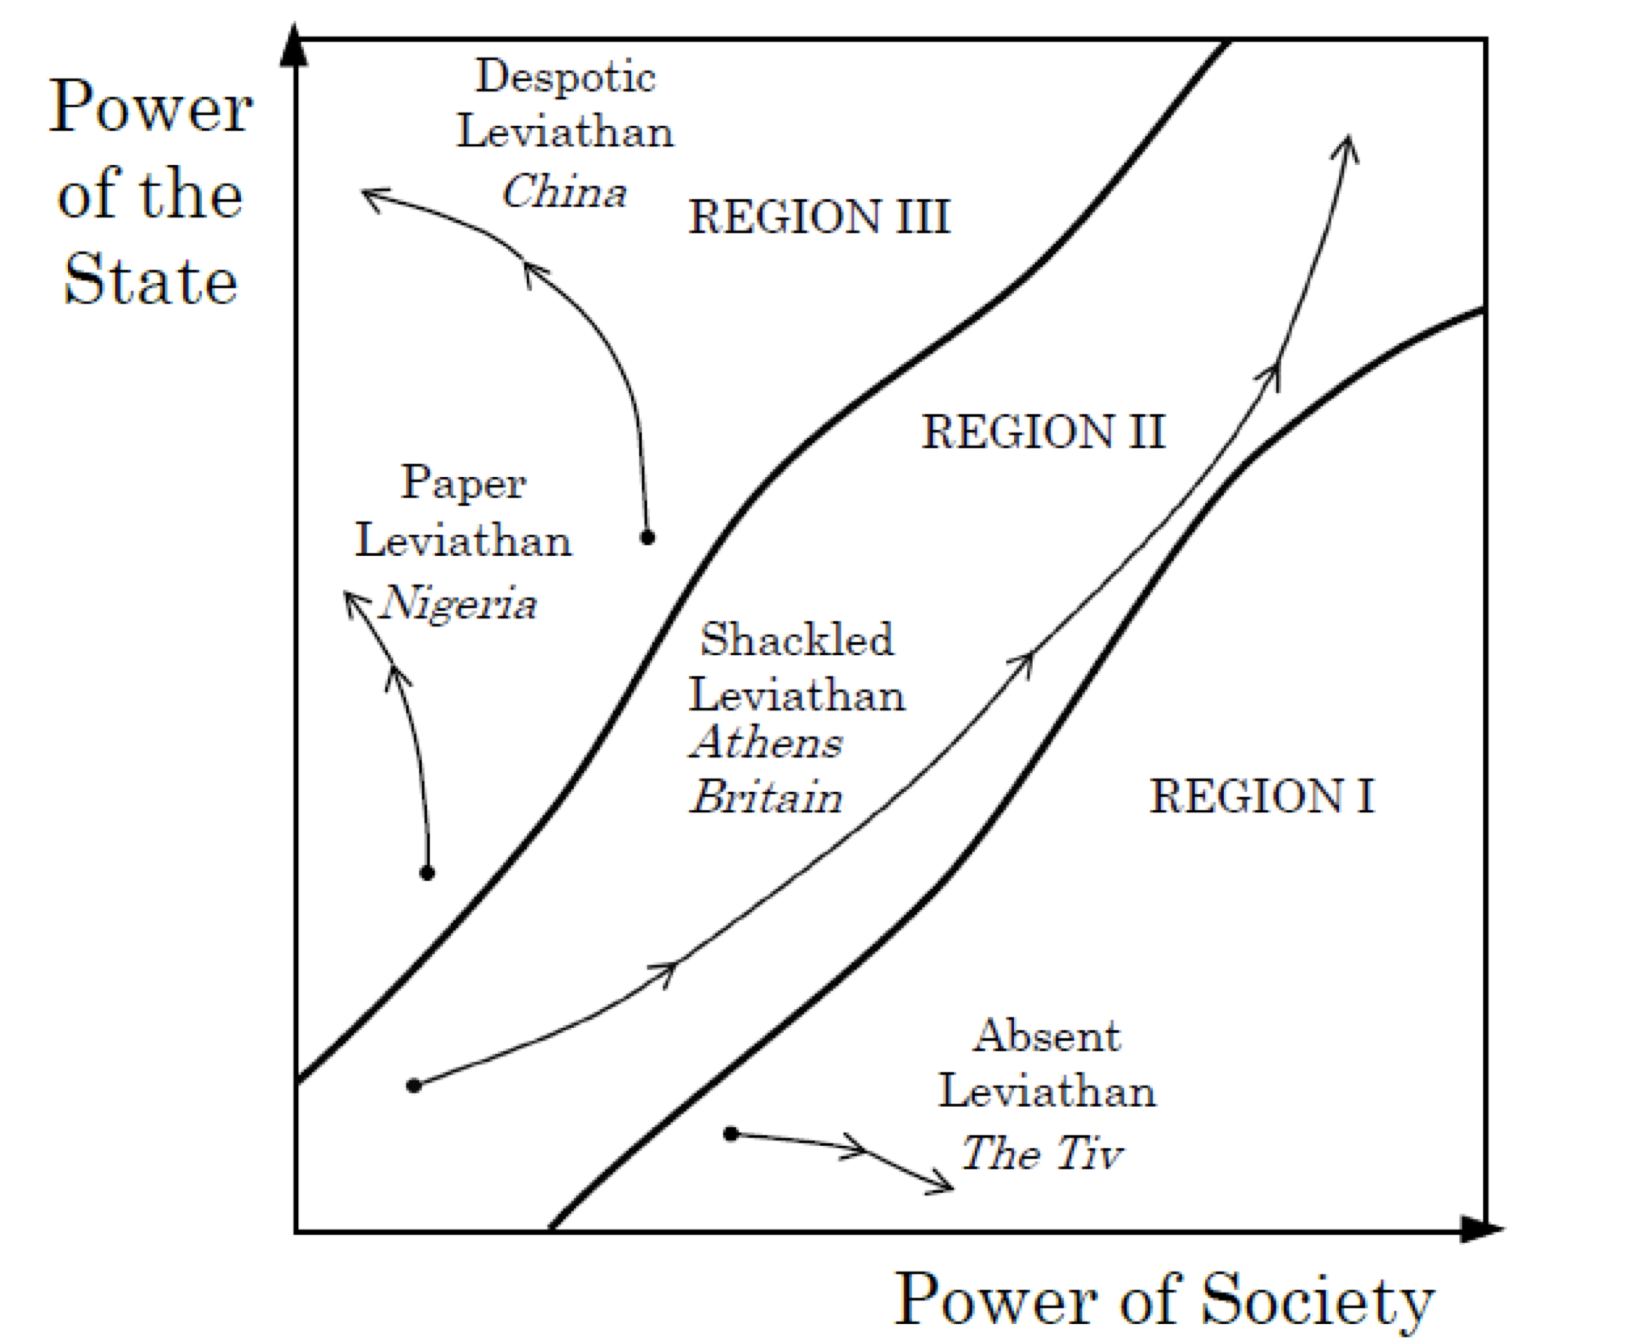 Power
of the
State
Despotic
Leviathan
China
REGION III
REGION II
Paper
Leviathan
Nigeria
Shackled
Leviathan
Athens
Britain
REGION I
Absent
Leviathan
The Tiv
Power of Society